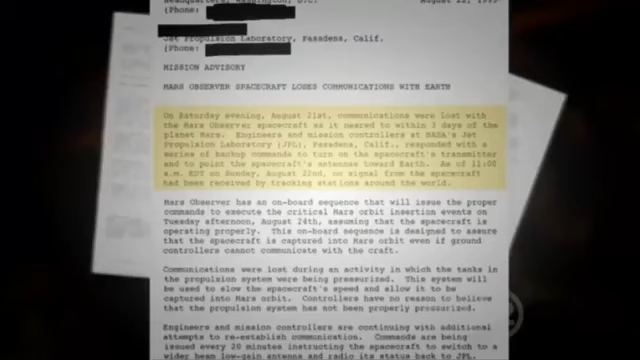 Headquarters, Washington, D.C. August 22, 1993
(Phone:
Jet Propulsion Laboratory, Pasadena, Calif.
(Phone:
MISSION ADVISORY
MARS OBSERVER SPACECRAFT LOSES COMMUNICATIONS WITH EARTH
On Saturday evening, August 21st, communications were lost with
the Mars Observer spacecraft as it neared to within 3 days of the
planet Mars. Engineers and mission controllers at NASA's Jet
Propulsion Laboratory (JPL), Pasadena, Calif., responded with a
series of backup commands to turn on the spacecraft's transmitter
and to point the spacecraft's antennas toward Earth. As of 11:00
a.m. EDT on Sunday, August 22nd, no signal from the spacecraft
had been received by tracking stations around the world.
Mars Observer has an on-board sequence that will issue the proper
commands to execute the critical Mars orbit insertion events on
Tuesday afternoon, August 24th, assuming that the spacecraft is
operating properly. This on-board sequence is designed to assure
that the spacecraft is captured into Mars orbit even if ground
controllers cannot communicate with the craft.
Communications were lost during an activity in which the tanks in
the propulsion system were being pressurized. This system will
be used to slow the spacecraft's speed and allow it to be
captured into Mars orbit. Controllers have no reason to believe
that the propulsion system has not been properly pressurized.
Engineers and mission controllers are continuing with additional
attempts to re-establish communication. Commands are being
issued every 20 minutes instructing the spacecraft to switch to a
wider beam low-gain antenna and radio its status back to JPL.